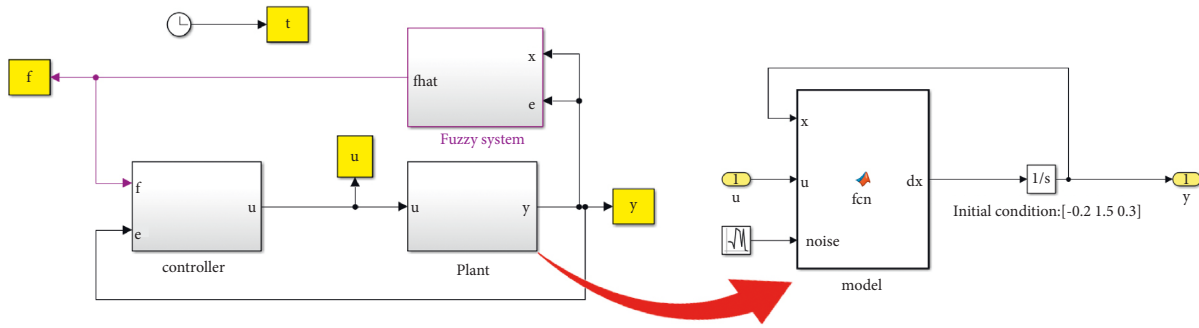 t
f
fhat
x
e
Fuzzy system
u
f
e
u
controller
u
y
Plant
y
1
u
x
u
noise
fcn
dx
model
1/s
Initial condition:[-0.2 1.5 0.3]
1
y